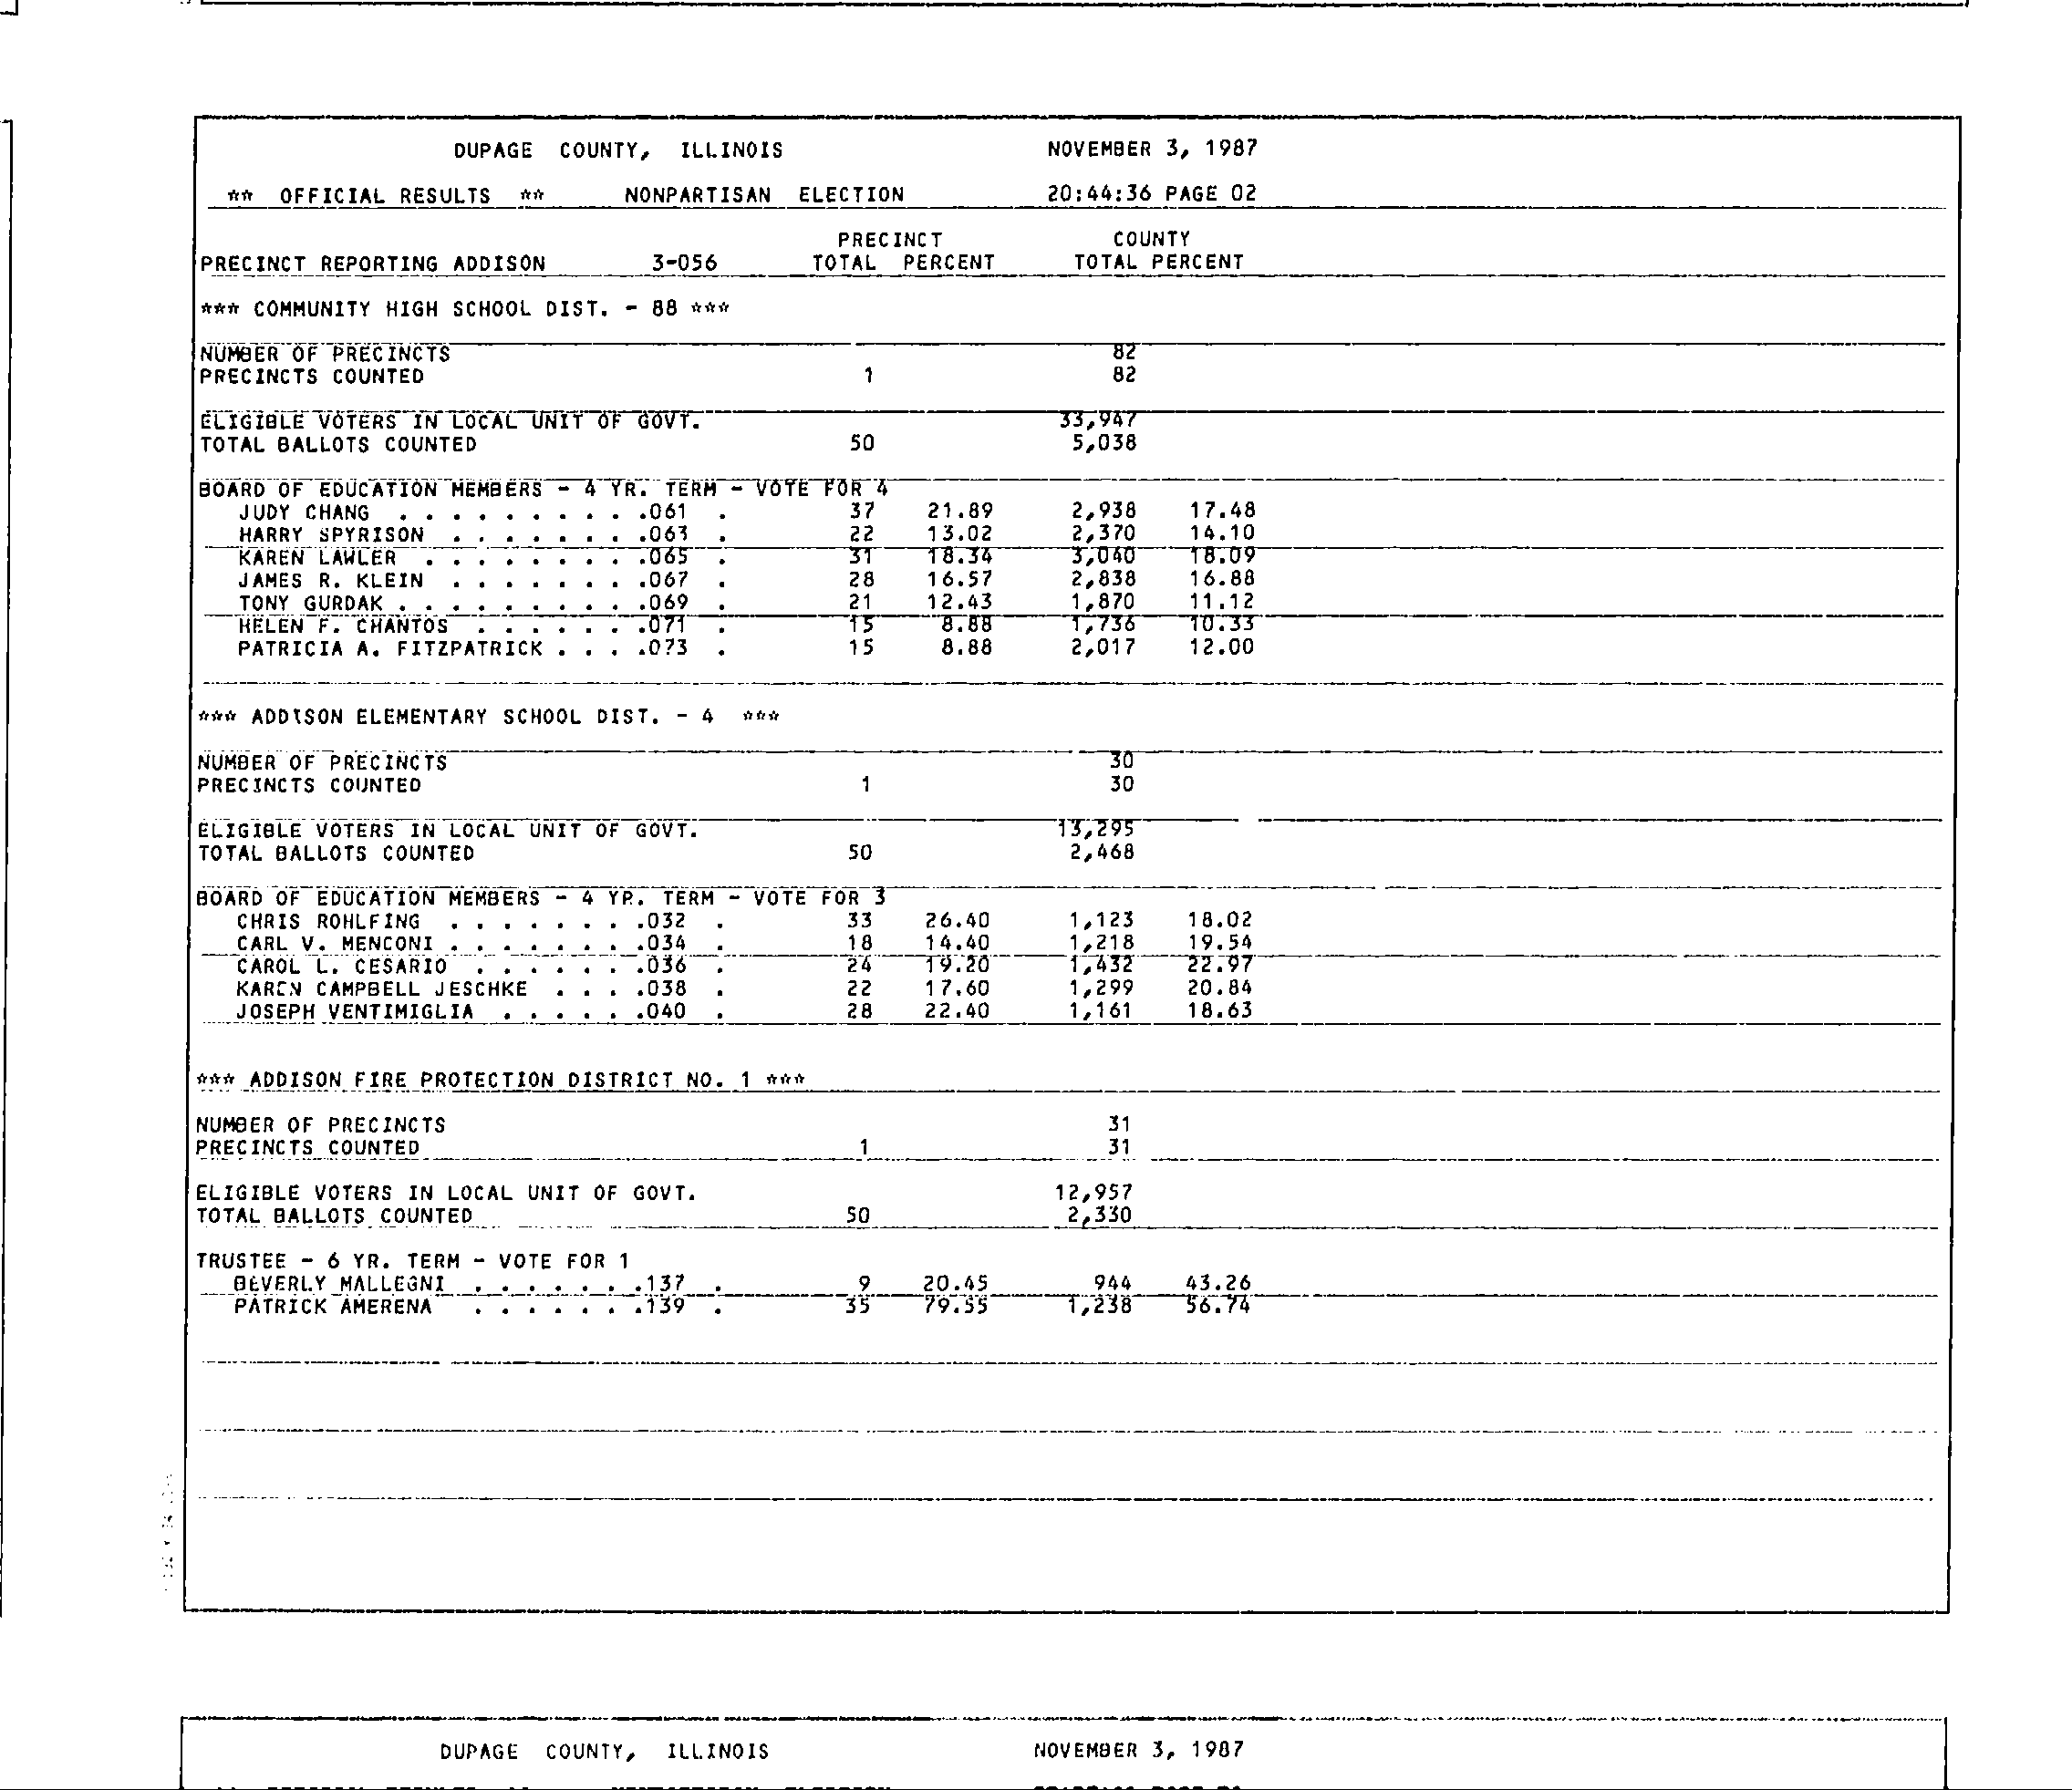 DUPAGE COUNTY, ILLINOIS NOVEMBER 3, 1987
** OFFICIAL RESULTS ** NONPARTISAN ELECTION 20:44:36 PAGE 02
PRECINCT COUNTY
PRECINCT REPORTING ADDISON 3-056 TOTAL PERCENT TOTAL PERCENT
*** COMMUNITY HIGH SCHOOL DIST. - 88 ***
NUMBER OF PRECINCTS 82
PRECINCTS COUNTED 1 82
ELIGIBLE VOTERS IN LOCAL UNIT OF GOVT. 33,947
TOTAL BALLOTS COUNTED 50 5,038
BOARD OF EDUCATION MEMBERS - 4 YR. TERM - VOTE FOR 4
JUDY CHANG . . . . . . . . . .061 . 37 21.89 2,938 17.48
HARRY SPYRISON . . . . . . . .063 . 22 13.02 2,370 14.10
KAREN LAWLER . . . . . . . . .065 . 31 18.34 3,040 18.09
JAMES R. KLEIN . . . . . . . .067 . 28 16.57 2,838 16.88
TONY GURDAK . . . . . . . . . .069 . 21 12.43 1,870 11.12
HELEN F. CHANTOS . . . . . . .071 . 15 8.88 1,736 10.33
PATRICIA A. FITZPATRICK . . . .073 . 15 8.88 2,017 12.00
*** ADDISON ELEMENTARY SCHOOL DIST. - 4 ***
NUMBER OF PRECINCTS 30
PRECINCTS COUNTED 1 30
ELIGIBLE VOTERS IN LOCAL UNIT OF GOVT. 13,295
TOTAL BALLOTS COUNTED 50 2,468
BOARD OF EDUCATION MEMBERS - 4 YR. TERM - VOTE FOR 3
CHRIS ROHLFING . . . . . . . .032 . 33 26.40 1,123 18.02
CARL V. MENCONI . . . . . . . .034 . 18 14.40 1,218 19.54
CAROL L. CESARIO . . . . . . .036 . 24 19.20 1,432 22.97
KAREN CAMPBELL JESCHKE . . . .038 . 22 17.60 1,299 20.84
JOSEPH VENTIMIGLIA . . . . . .040 . 28 22.40 1,161 18.63
*** ADDISON FIRE PROTECTION DISTRICT NO. 1 ***
NUMBER OF PRECINCTS 31
PRECINCTS COUNTED 1 31
ELIGIBLE VOTERS IN LOCAL UNIT OF GOVT. 12,957
TOTAL BALLOTS COUNTED 50 2,330
TRUSTEE - 6 YR. TERM - VOTE FOR 1
BEVERLY MALLEGNI . . . . . . .137 . 9 20.45 944 43.26
PATRICK AMERENA . . . . . . .139 . 35 79.55 1,238 56.74
DUPAGE COUNTY, ILLINOIS NOVEMBER 3, 1987